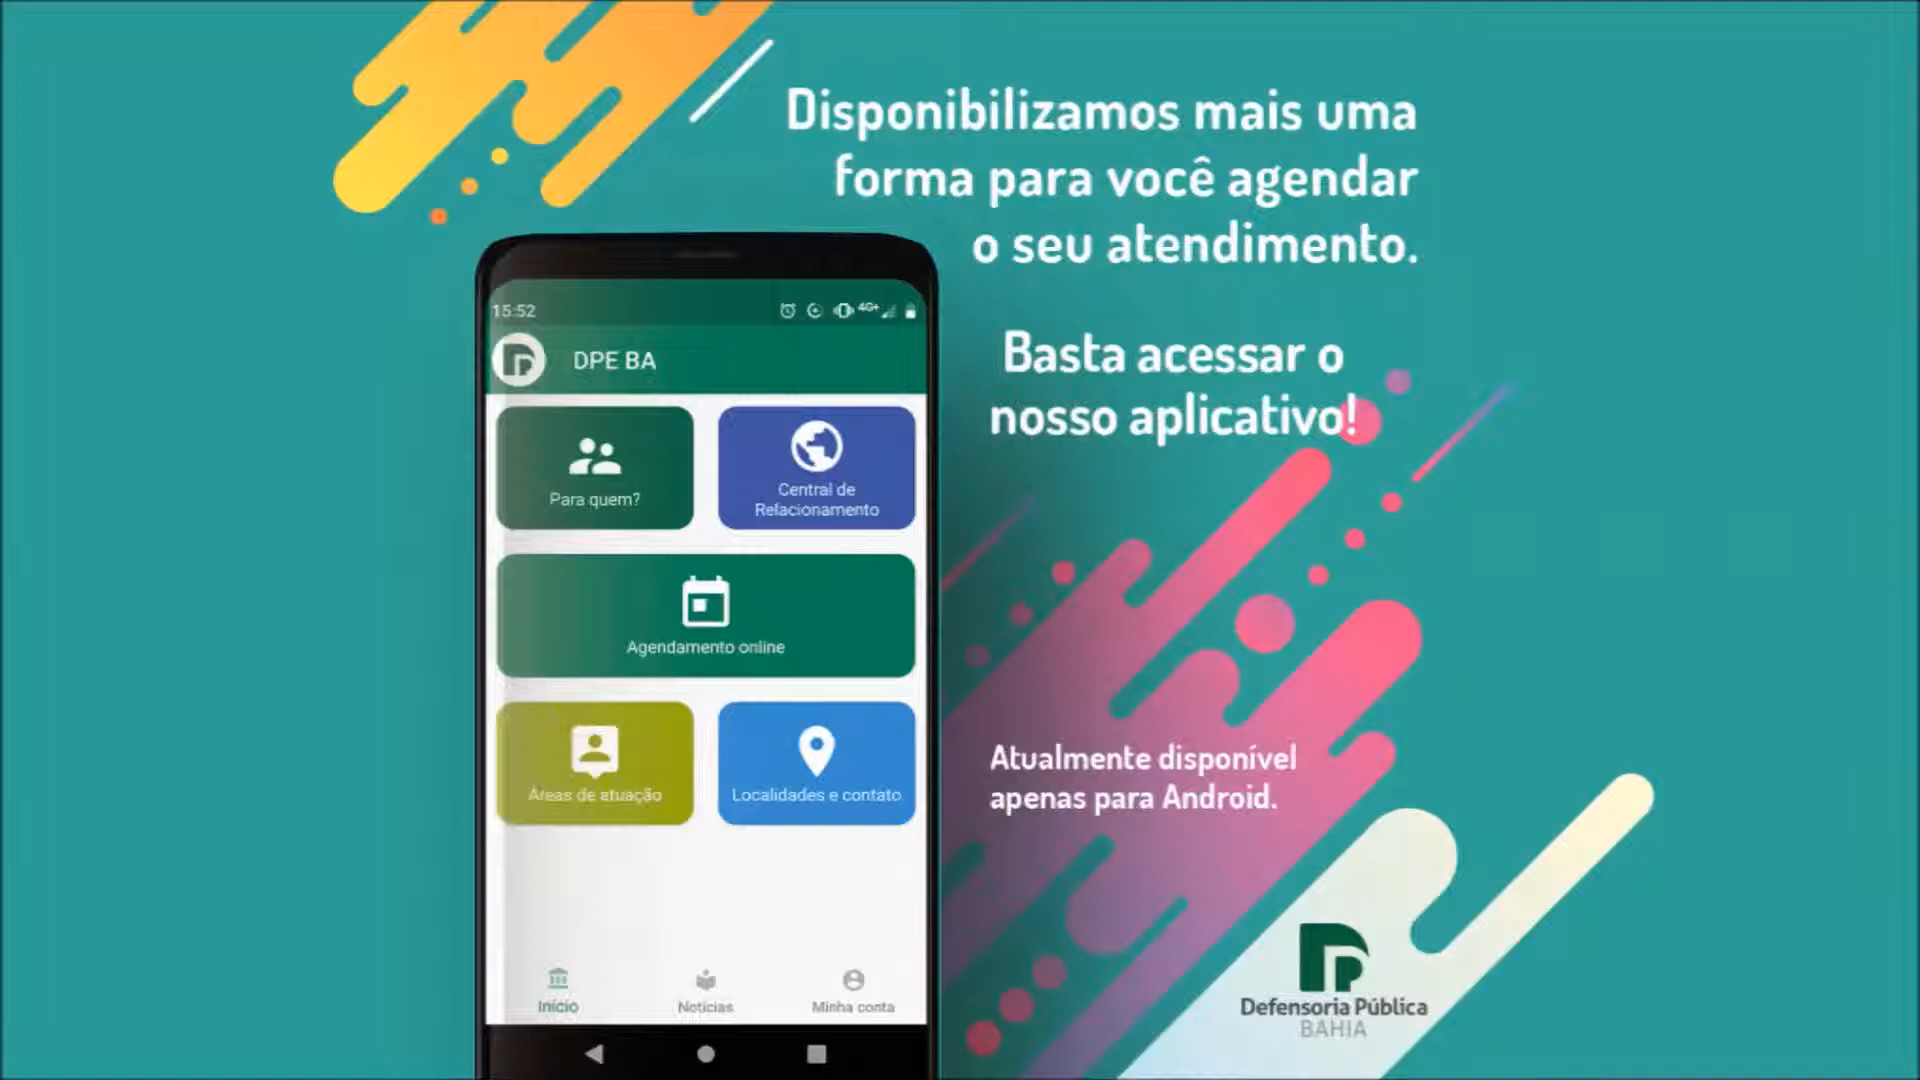 Disponibilizamos mais uma
forma para você agendar
o seu atendimento.
Basta acessar o
nosso aplicativo!
15:52
4G+
DPE BA
Para quem?
Central de
Relacionamento
Agendamento online
Áreas de atuação
Localidades e contato
Início
Notícias
Minha conta
Atualmente disponível
apenas para Android.
Defensoria Pública
BAHIA